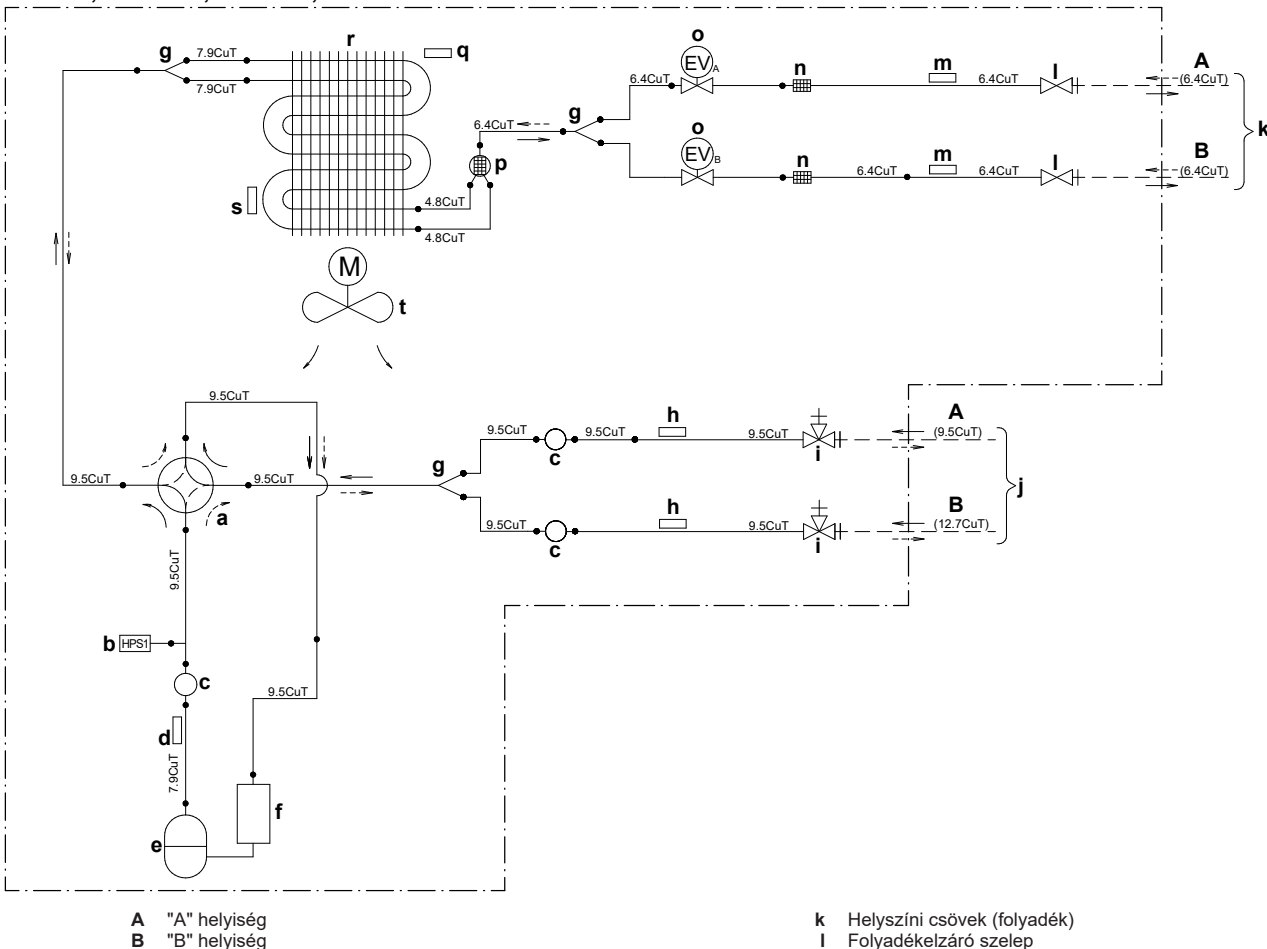 r
q
g
7.9CuT
7.9CuT
o
EV A
6.4CuT
n
m
6.4CuT
l
A
(6.4CuT)
g
6.4CuT
k
o
EV B
n
6.4CuT
m
6.4CuT
l
B
(6.4CuT)
p
s
4.8CuT
4.8CuT
M
t
9.5CuT
9.5CuT
a
9.5CuT
g
9.5CuT
c
9.5CuT
h
9.5CuT
i
A
(9.5CuT)
j
9.5CuT
c
h
9.5CuT
i
B
(12.7CuT)
9.5CuT
b HPS1
c
9.5CuT
d
7.9CuT
f
e
A "A" helyiség
B "B" helyiség
k Helyszíni csövek (folyadék)
l Folyadékelzáró szelep